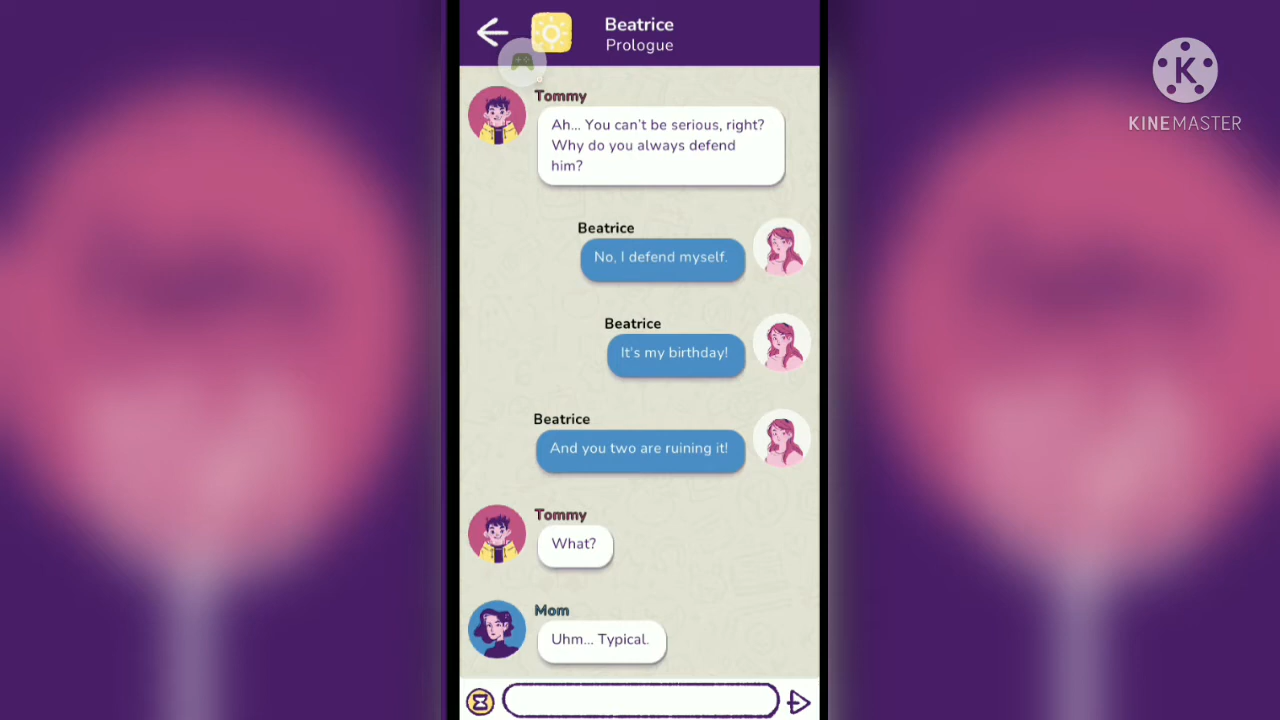 Beatrice
Prologue
K
KINEMASTER
Tommy
Ah... You can't be serious, right?
Why do you always defend
him?
Beatrice
No, I defend myself.
Beatrice
It's my birthday!
Beatrice
And you two are ruining it!
Tommy
What?
Mom
Uhm... Typical.